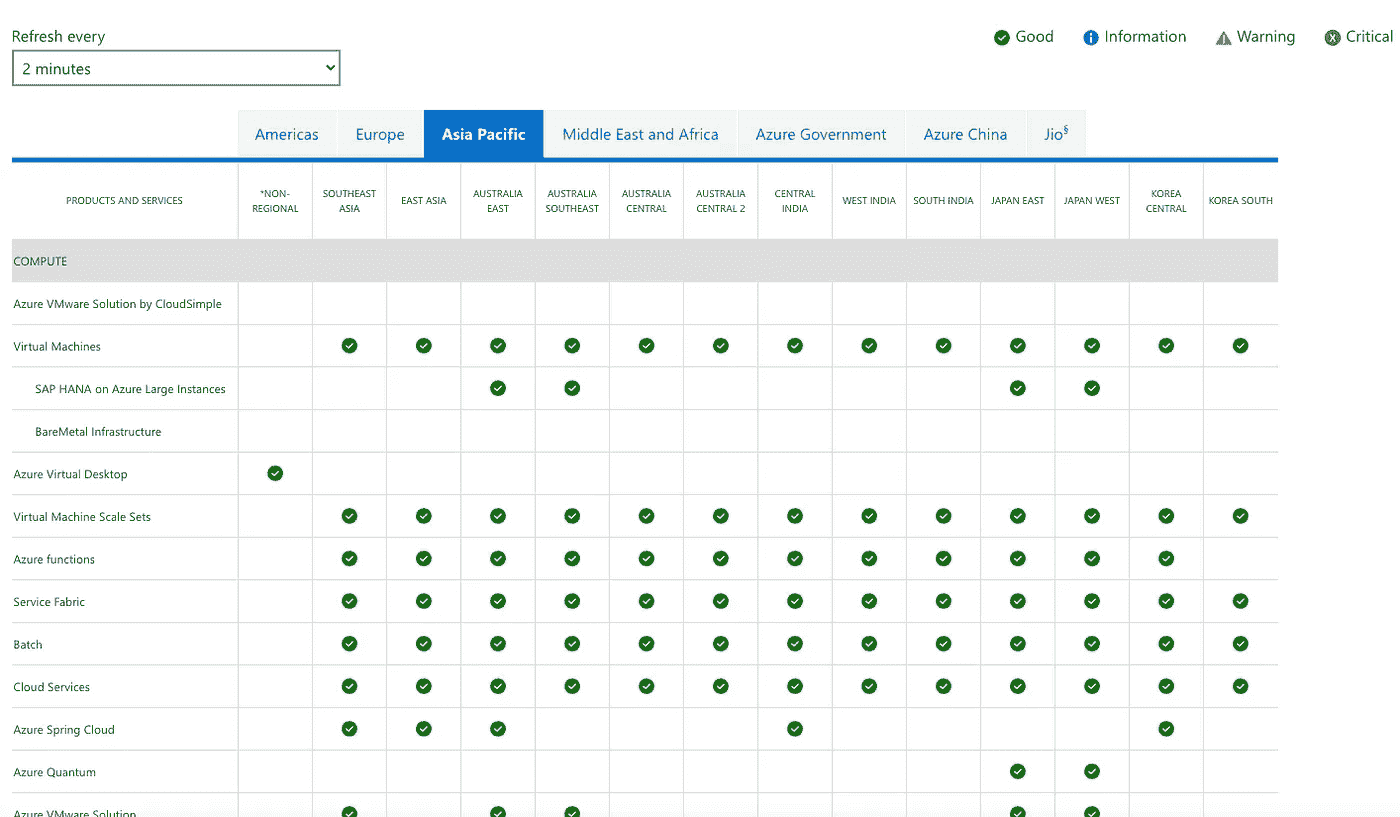 Refresh every
Good Information Warning Critical
2 minutes
Americas Europe Asia Pacific Middle East and Africa Azure Government Azure China Jio§
PRODUCTS AND SERVICES
*NON-
REGIONAL
SOUTHEAST
ASIA
EAST ASIA
AUSTRALIA
EAST
AUSTRALIA
SOUTHEAST
AUSTRALIA
CENTRAL
AUSTRALIA
CENTRAL 2
CENTRAL
INDIA
WEST INDIA
SOUTH INDIA
JAPAN EAST
JAPAN WEST
KOREA
CENTRAL
KOREA SOUTH
COMPUTE
Azure VMware Solution by CloudSimple
Virtual Machines
SAP HANA on Azure Large Instances
BareMetal Infrastructure
Azure Virtual Desktop
Virtual Machine Scale Sets
Azure functions
Service Fabric
Batch
Cloud Services
Azure Spring Cloud
Azure Quantum
Azure VMware Solution